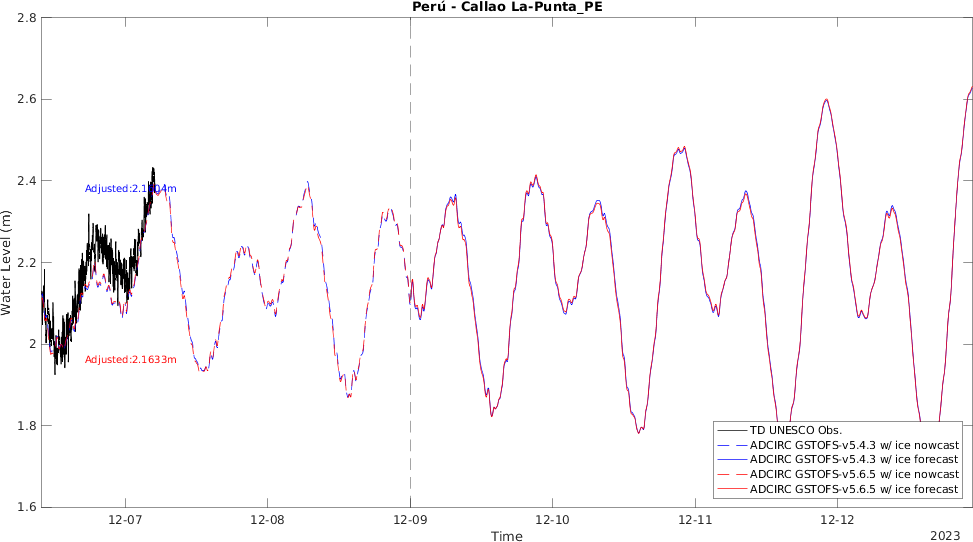 Perú - Callao La-Punta_PE
2.8
2.6
2.4
2.2
2
1.8
1.6
Water Level (m)
Adjusted:2.1
Adjusted:2.1633m
TD UNESCO Obs.
ADCIRC GSTOFS-v5.4.3 w/ ice nowcast
ADCIRC GSTOFS-v5.4.3 w/ ice forecast
ADCIRC GSTOFS-v5.6.5 w/ ice nowcast
ADCIRC GSTOFS-v5.6.5 w/ ice forecast
12-07
12-08
12-09
12-10
12-11
12-12
Time
2023